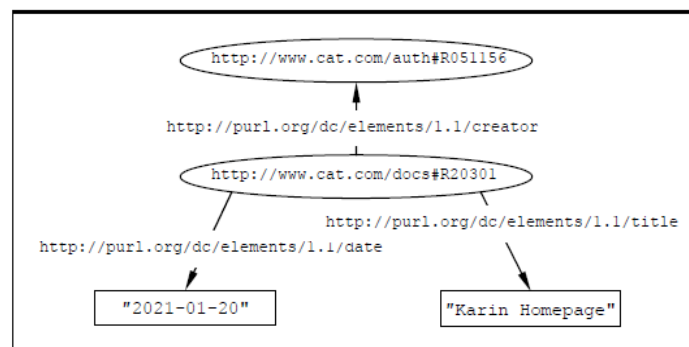 http://www.cat.com/auth#R051156
http://purl.org/dc/elements/1.1/creator
http://www.cat.com/docs#R20301
http://purl.org/dc/elements/1.1/title
http://purl.org/dc/elements/1.1/date
"2021-01-20"
"Karin Homepage"